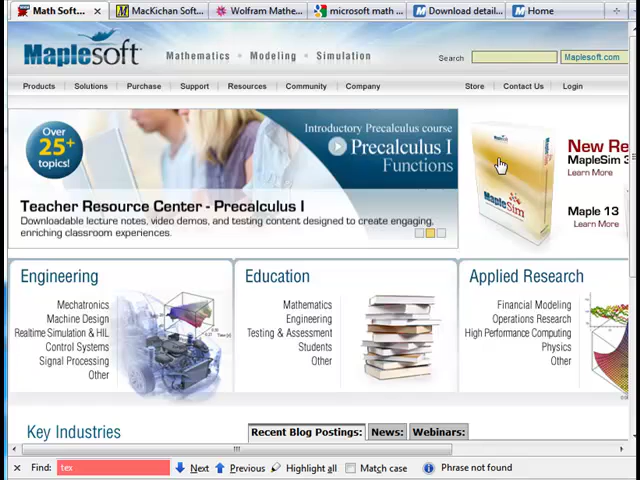 Math Soft...
MacKichan Soft...
Wolfram Mathe...
microsoft math ...
Download detail...
Home
Maplesoft
Mathematics • Modeling • Simulation
Search
Maplesoft.com
Products
Solutions
Purchase
Support
Resources
Community
Company
Store
Contact Us
Login
Over
25+
topics!
Introductory Precalculus course
Precalculus I
Functions
Teacher Resource Center - Precalculus I
Downloadable lecture notes, video demos, and testing content designed to create engaging,
enriching classroom experiences.
MapleSim
New Re
MapleSim 3
Learn More
Maple 13
Learn More
Engineering
Mechatronics
Machine Design
Realtime Simulation & HIL
Control Systems
Signal Processing
Other
Education
Mathematics
Engineering
Testing & Assessment
Students
Other
Applied Research
Financial Modeling
Operations Research
High Performance Computing
Physics
Other
Key Industries
Recent Blog Postings:
News:
Webinars:
Find:
tex
Next
Previous
Highlight all
Match case
Phrase not found